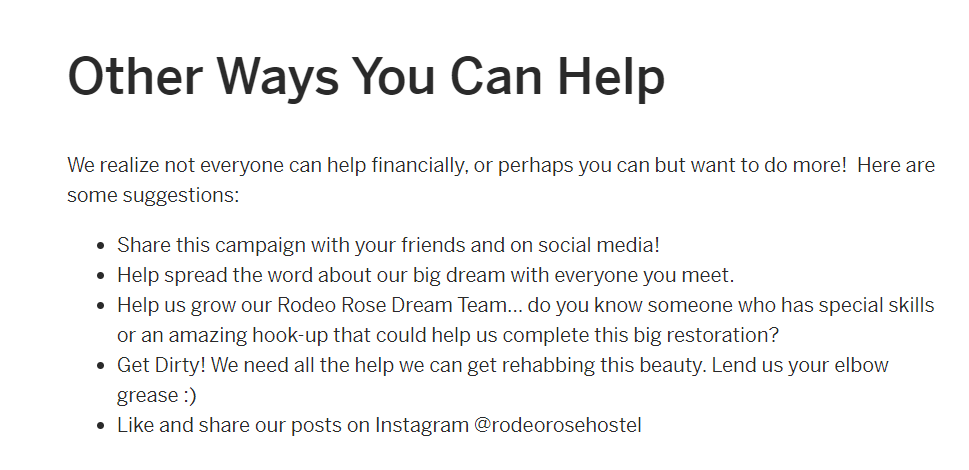 Other Ways You Can Help
We realize not everyone can help financially, or perhaps you can but want to do more!  Here are
some suggestions:
• Share this campaign with your friends and on social media!
• Help spread the word about our big dream with everyone you meet.
• Help us grow our Rodeo Rose Dream Team... do you know someone who has special skills
or an amazing hook-up that could help us complete this big restoration?
• Get Dirty! We need all the help we can get rehabbing this beauty. Lend us your elbow
grease :)
• Like and share our posts on Instagram @rodeorosehostel